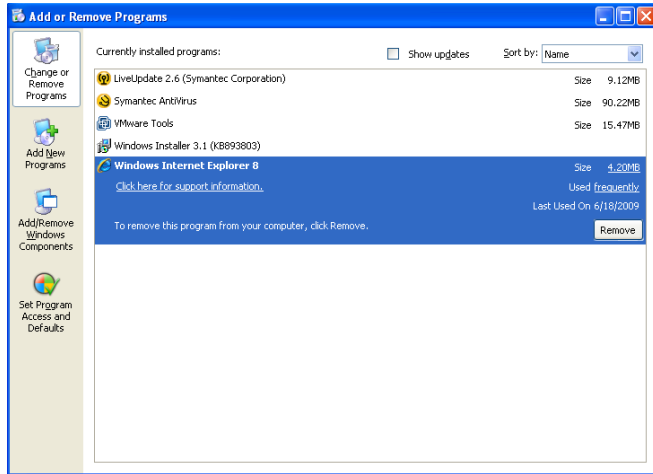 Add or Remove Programs
Change or
Remove
Programs
Add New
Programs
Add/Remove
Windows
Components
Set Program
Access and
Defaults
Currently installed programs:
Show updates
Sort by: Name
LiveUpdate 2.6 (Symantec Corporation) Size 9.12MB
Symantec AntiVirus Size 90.22MB
VMware Tools Size 15.47MB
Windows Installer 3.1 (KB893803)
Windows Internet Explorer 8 Size 4.20MB
Click here for support information. Used frequently
Last Used On 6/18/2009
To remove this program from your computer, click Remove. Remove